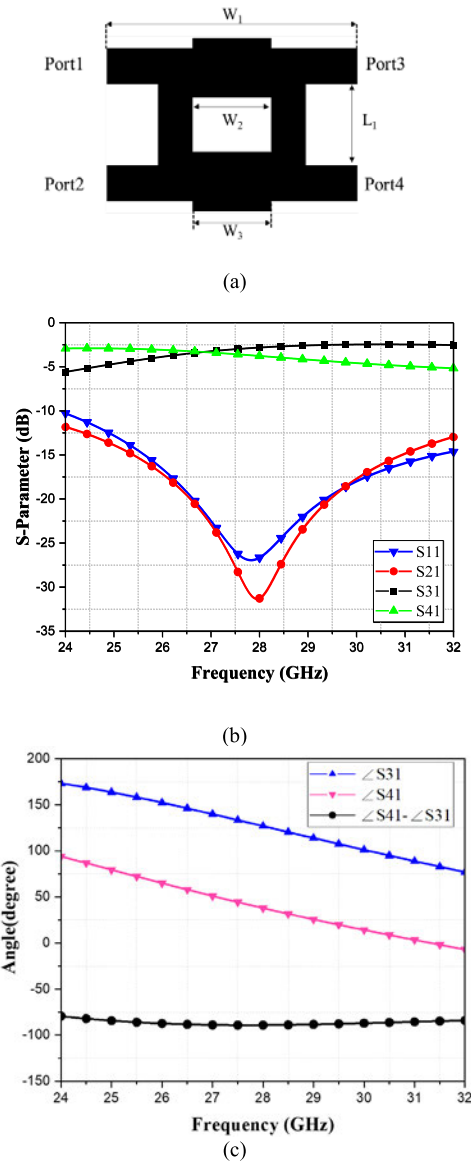 W1
Port1
Port3
W2
L1
Port2
Port4
W3
(a)
0
-5
-10
-15
-20
-25
-30
-35
S-Parameter (dB)
S11
S21
S31
S41
24 25 26 27 28 29 30 31 32
Frequency (GHz)
(b)
200
150
100
50
0
-50
-100
-150
Angle(degree)
∠S31
∠S41
∠S41-∠S31
24 25 26 27 28 29 30 31 32
Frequency (GHz)
(c)